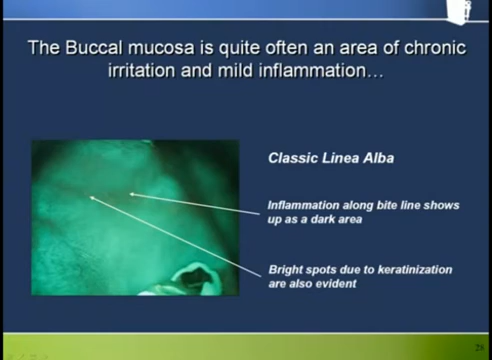 The Buccal mucosa is quite often an area of chronic
irritation and mild inflammation…
Classic Linea Alba
Inflammation along bite line shows
up as a dark area
Bright spots due to keratinization
are also evident
28